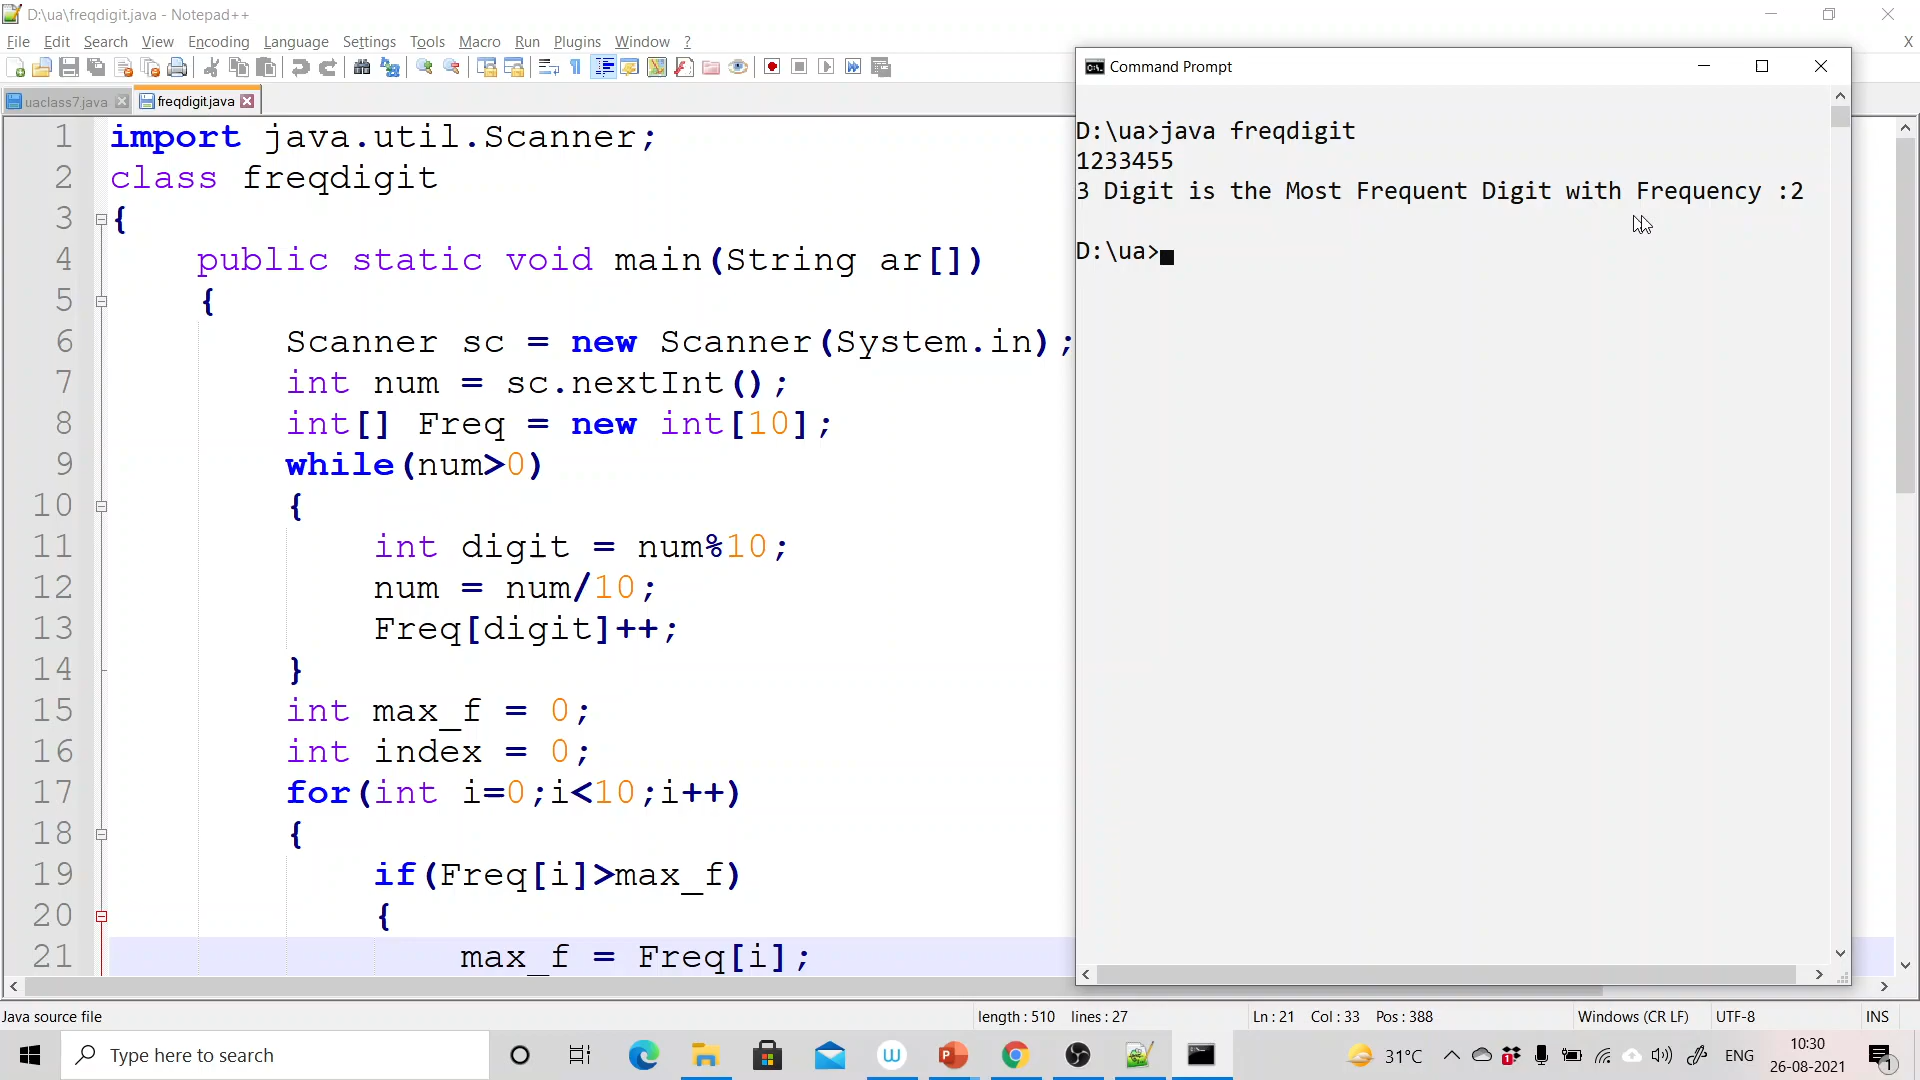 D:\ua\freqdigit.java - Notepad++
File Edit Search View Encoding Language Settings Tools Macro Run Plugins Window ? X
uaclass7.java freqdigit.java
1 import java.util.Scanner;
2 class freqdigit
3 {
4 public static void main(String ar[])
5 {
6 Scanner sc = new Scanner(System.in);
7 int num = sc.nextInt();
8 int[] Freq = new int[10];
9 while(num>0)
10 {
11 int digit = num%10;
12 num = num/10;
13 Freq[digit]++;
14 }
15 int max_f = 0;
16 int index = 0;
17 for(int i=0;i<10;i++)
18 {
19 if(Freq[i]>max_f)
20 {
21 max_f = Freq[i];
Command Prompt
D:\ua>java freqdigit
1233455
3 Digit is the Most Frequent Digit with Frequency :2
D:\ua>
Java source file length : 510 lines : 27 Ln : 21 Col : 33 Pos : 388 Windows (CR LF) UTF-8 INS
Type here to search 31°C ENG 10:30
26-08-2021 1